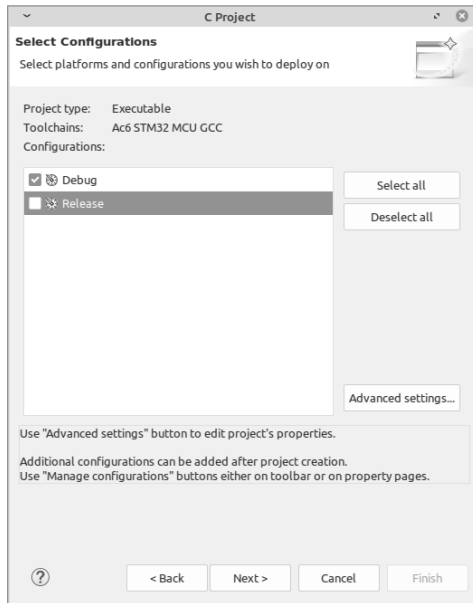 C Project
Select Configurations
Select platforms and configurations you wish to deploy on
Project type: Executable
Toolchains: Ac6 STM32 MCU GCC
Configurations:
Debug
Release
Select all
Deselect all
Advanced settings...
Use "Advanced settings" button to edit project's properties.
Additional configurations can be added after project creation.
Use "Manage configurations" buttons either on toolbar or on property pages.
? < Back Next > Cancel Finish